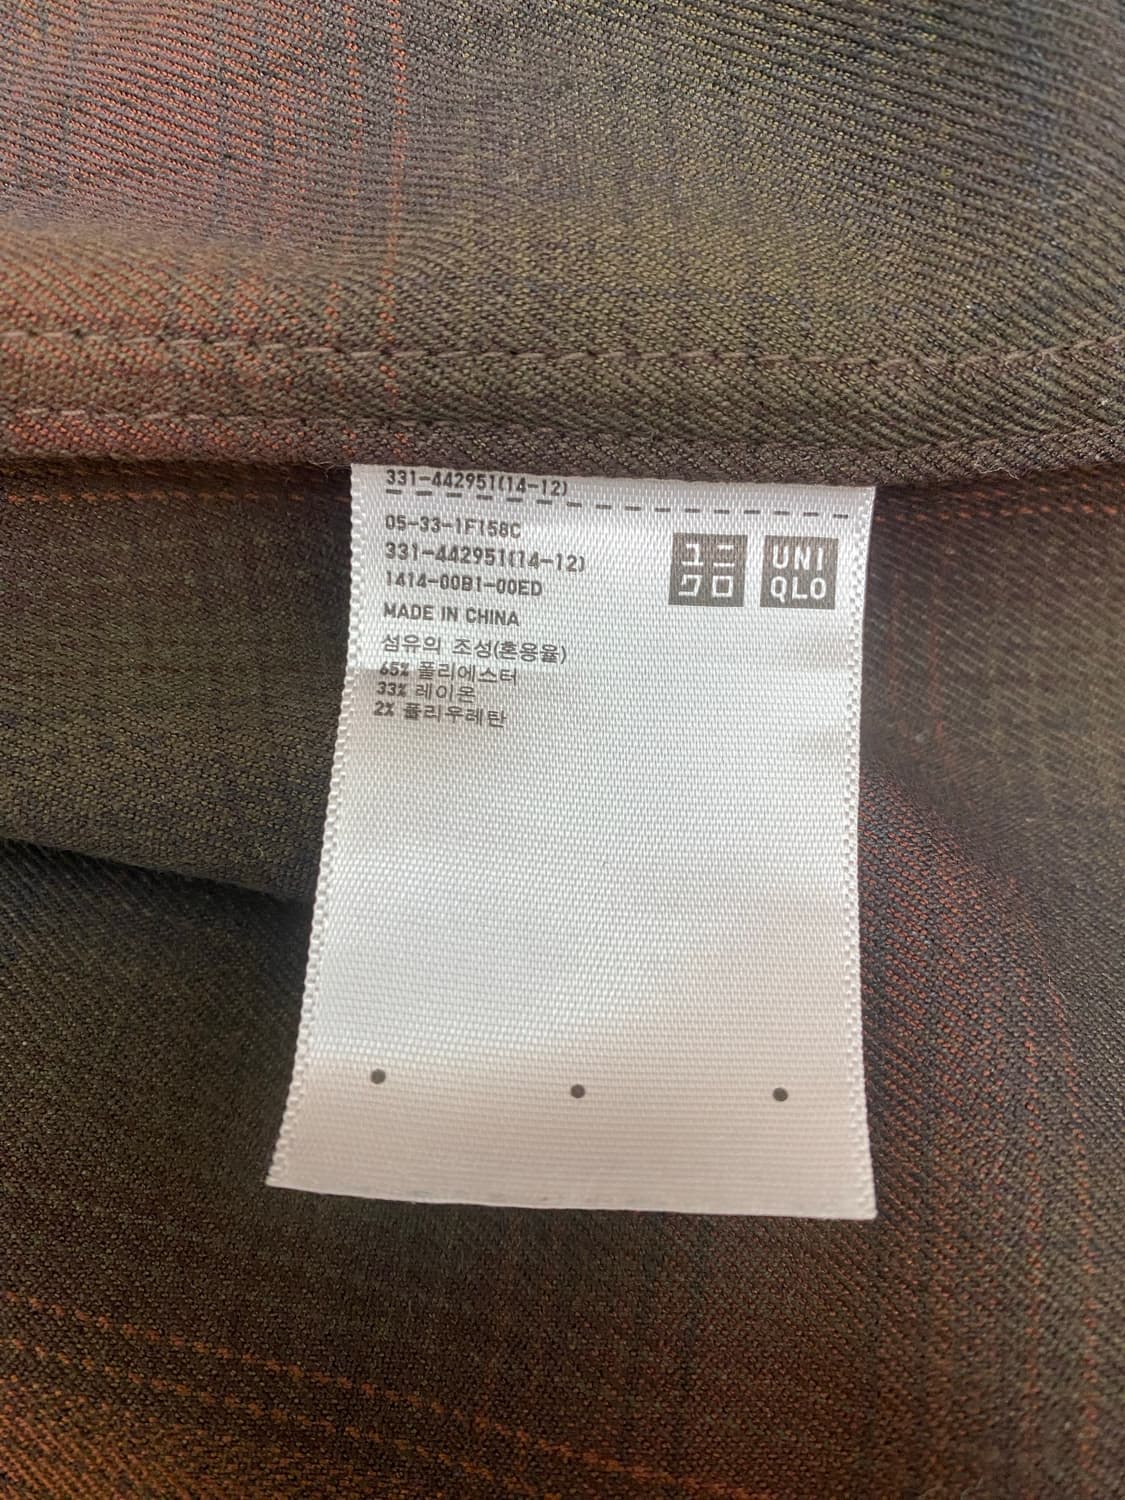 331-442951(14-12)
05-33-1F158C
331-442951(14-12)
1414-00B1-00ED
MADE IN CHINA
섬유의 조성(혼용율)
65% 폴리에스터
33% 레이온
2% 폴리우레탄
ユニ
クロ
UNI
QLO